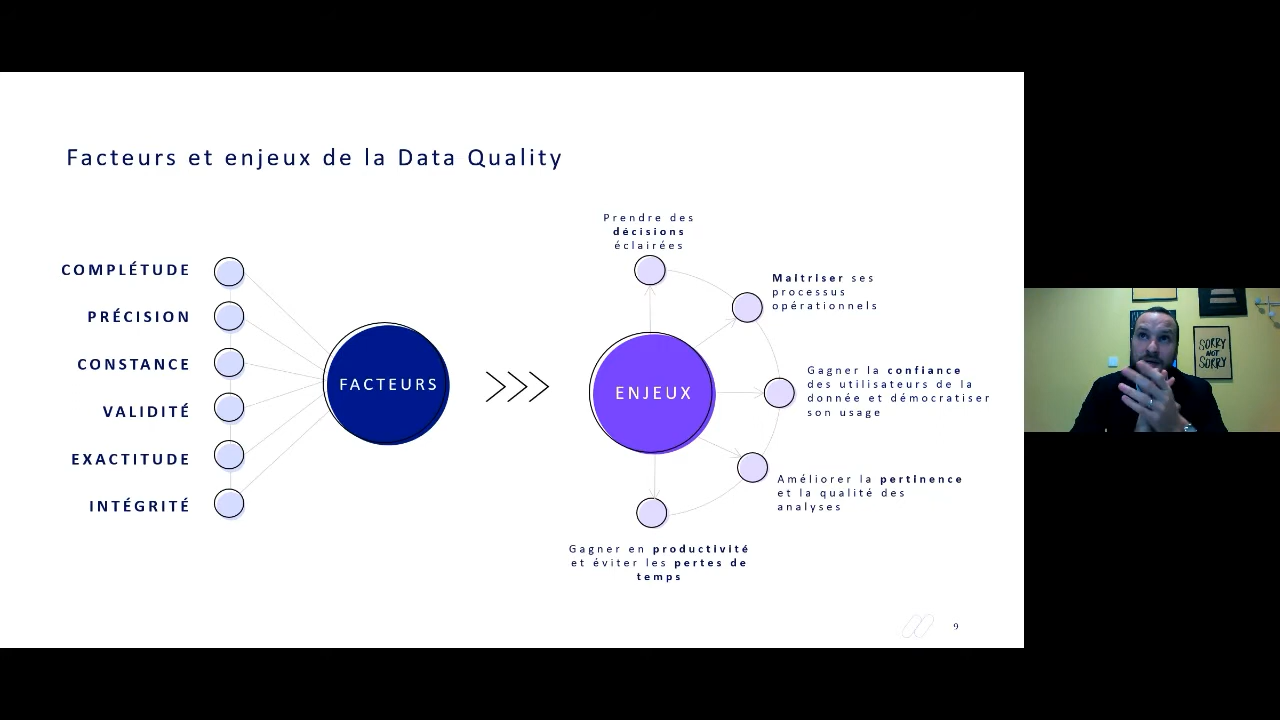 Facteurs et enjeux de la Data Quality
COMPLÉTUDE
PRÉCISION
CONSTANCE
VALIDITÉ
EXACTITUDE
INTÉGRITÉ
FACTEURS
ENJEUX
Prendre des
décisions
éclairées
Maitriser ses
processus
opérationnels
Gagner la confiance
des utilisateurs de la
donnée et démocratiser
son usage
Améliorer la pertinence
et la qualité des
analyses
Gagner en productivité
et éviter les pertes de
temps
9
SORRY
NOT
SORRY